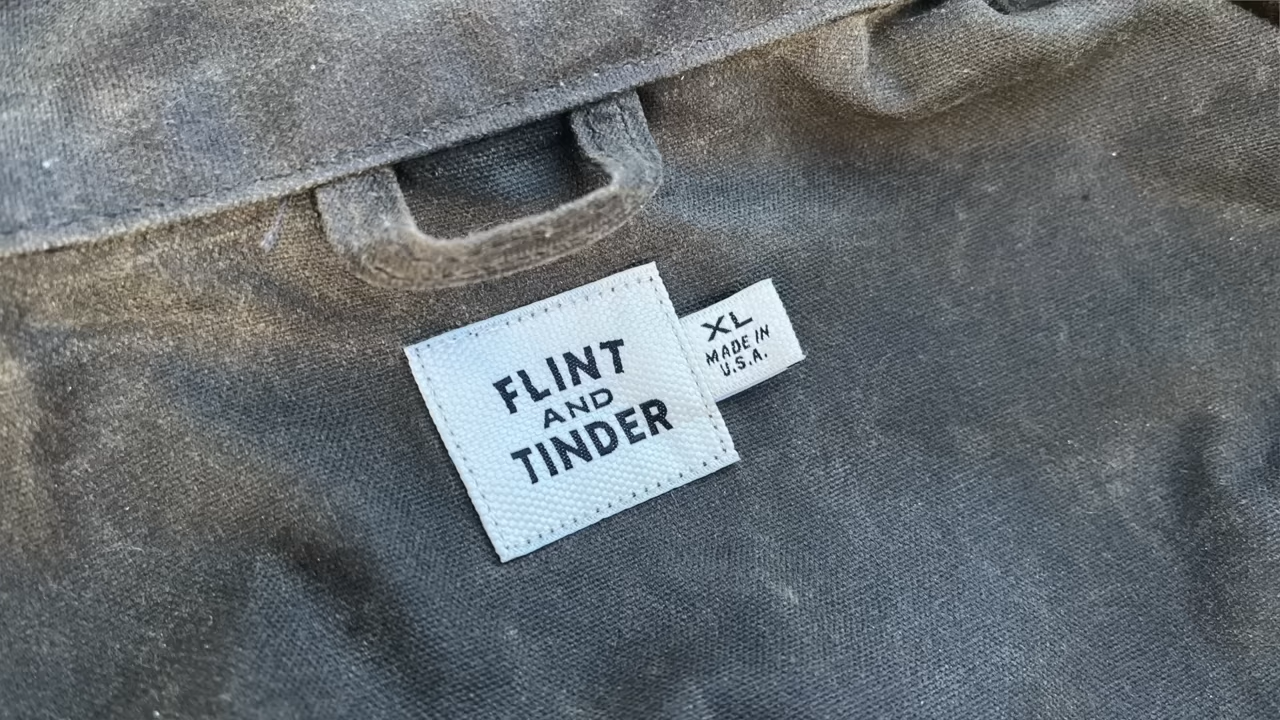 FLINT
AND
TINDER
XL
MADE IN
U.S.A.